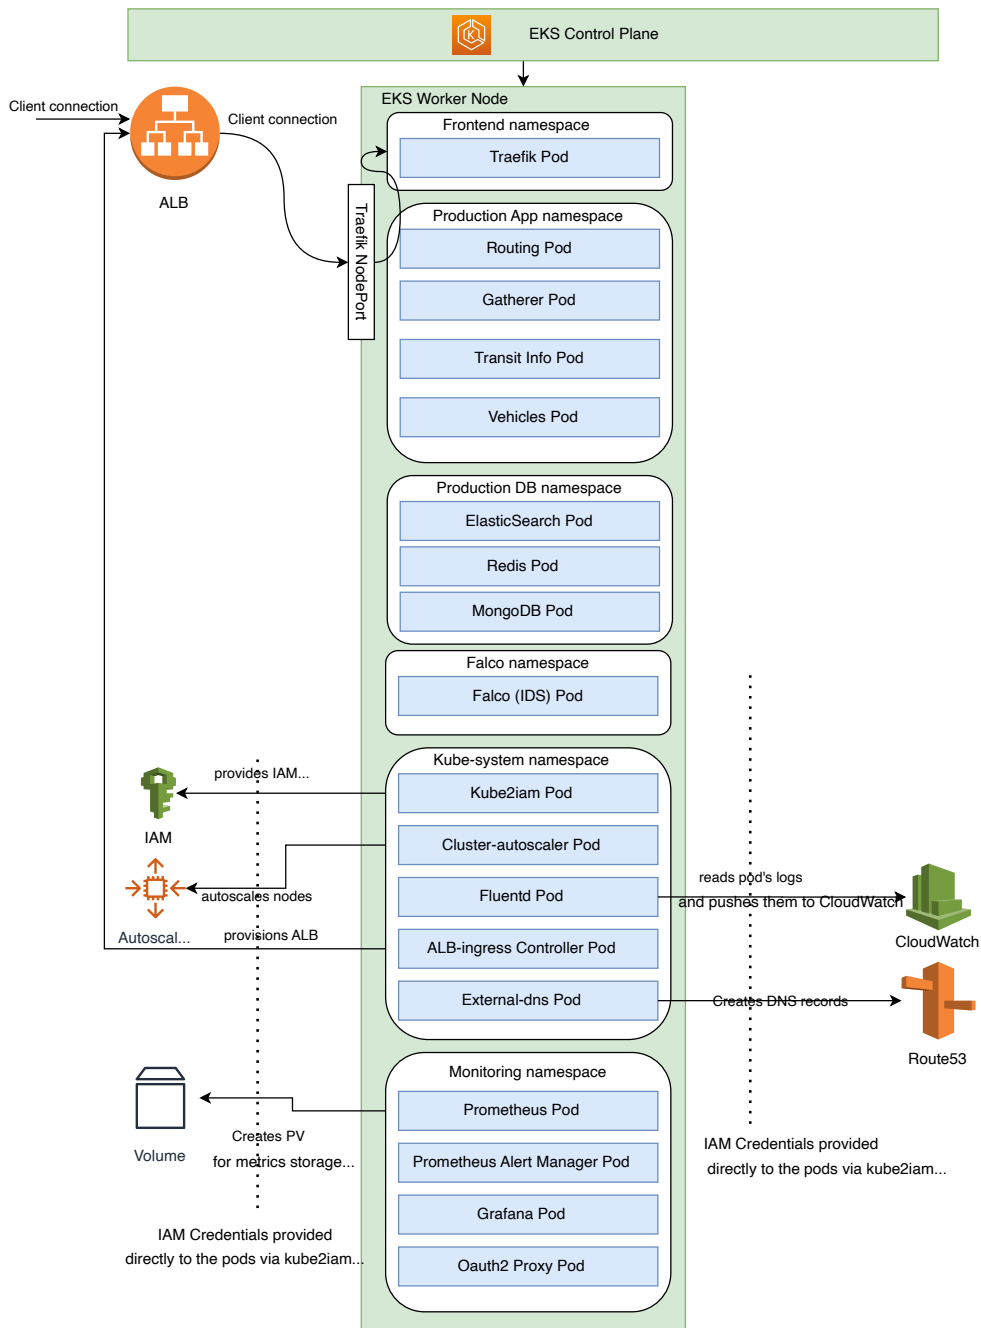 EKS Control Plane
EKS Worker Node
Client connection
Client connection
ALB
Traefik NodePort
Frontend namespace
Traefik Pod
Production App namespace
Routing Pod
Gatherer Pod
Transit Info Pod
Vehicles Pod
Production DB namespace
ElasticSearch Pod
Redis Pod
MongoDB Pod
Falco namespace
Falco (IDS) Pod
Kube-system namespace
Kube2iam Pod
Cluster-autoscaler Pod
Fluentd Pod
ALB-ingress Controller Pod
External-dns Pod
provides IAM...
IAM
autoscales nodes
Autoscal...
provisions ALB
reads pod's logs
and pushes them to CloudWatch
CloudWatch
Creates DNS records
Route53
Monitoring namespace
Prometheus Pod
Prometheus Alert Manager Pod
Grafana Pod
Oauth2 Proxy Pod
Volume
Creates PV
for metrics storage...
IAM Credentials provided
directly to the pods via kube2iam...
IAM Credentials provided
directly to the pods via kube2iam...